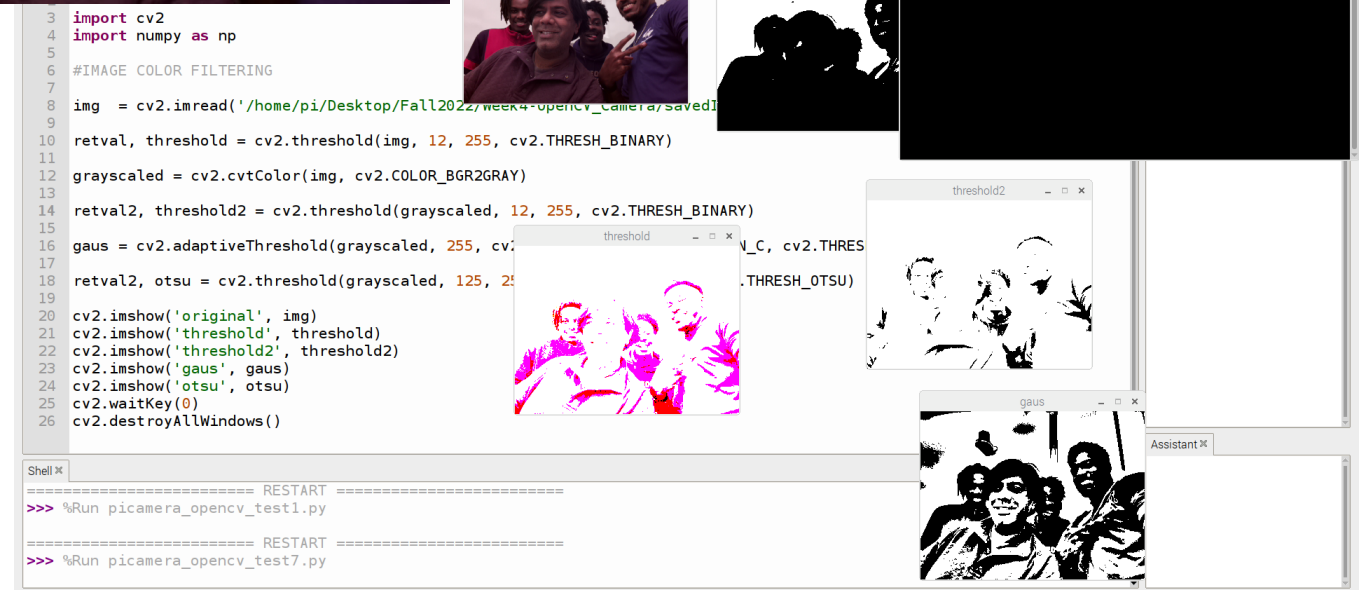 3 import cv2
4 import numpy as np
5
6 #IMAGE COLOR FILTERING
7
8 img = cv2.imread('/home/pi/Desktop/Fall2022/Week4-OpenCV_Camera/savedI
9
10 retval, threshold = cv2.threshold(img, 12, 255, cv2.THRESH_BINARY)
11
12 grayscaled = cv2.cvtColor(img, cv2.COLOR_BGR2GRAY)
13
14 retval2, threshold2 = cv2.threshold(grayscaled, 12, 255, cv2.THRESH_BINARY)
15
16 gaus = cv2.adaptiveThreshold(grayscaled, 255, cv2 N_C, cv2.THRES
17
18 retval2, otsu = cv2.threshold(grayscaled, 125, 25 .THRESH_OTSU)
19
20 cv2.imshow('original', img)
21 cv2.imshow('threshold', threshold)
22 cv2.imshow('threshold2', threshold2)
23 cv2.imshow('gaus', gaus)
24 cv2.imshow('otsu', otsu)
25 cv2.waitKey(0)
26 cv2.destroyAllWindows()
threshold
threshold2
gaus
Assistant
Shell
========================= RESTART =========================
>>> %Run picamera_opencv_test1.py
========================= RESTART =========================
>>> %Run picamera_opencv_test7.py